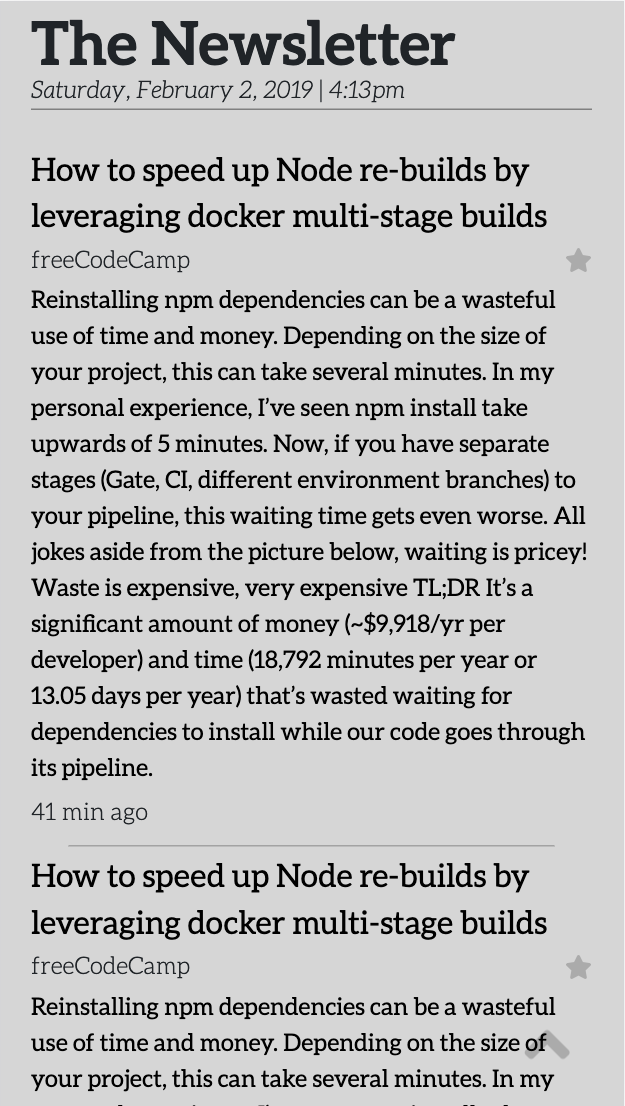 The Newsletter
Saturday, February 2, 2019 | 4:13pm
How to speed up Node re-builds by
leveraging docker multi-stage builds
freeCodeCamp
Reinstalling npm dependencies can be a wasteful
use of time and money. Depending on the size of
your project, this can take several minutes. In my
personal experience, I've seen npm install take
upwards of 5 minutes. Now, if you have separate
stages (Gate, CI, different environment branches) to
your pipeline, this waiting time gets even worse. All
jokes aside from the picture below, waiting is pricey!
Waste is expensive, very expensive TL;DR It's a
significant amount of money (~$9,918/yr per
developer) and time (18,792 minutes per year or
13.05 days per year) that's wasted waiting for
dependencies to install while our code goes through
its pipeline.
41 min ago
How to speed up Node re-builds by
leveraging docker multi-stage builds
freeCodeCamp
Reinstalling npm dependencies can be a wasteful
use of time and money. Depending on the size of
your project, this can take several minutes. In my